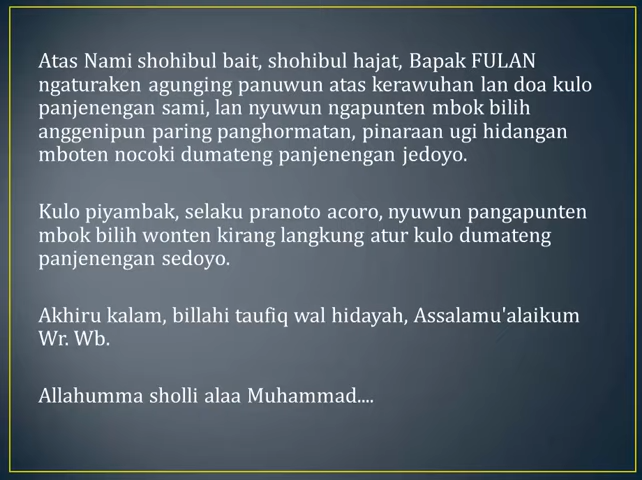 Atas Nami shohibul bait, shohibul hajat, Bapak FULAN
ngaturaken agunging panuwun atas kerawuhan lan doa kulo
panjenengan sami, lan nyuwun ngapunten mbok bilih
anggenipun paring panghormatan, pinaraan ugi hidangan
mboten nocoki dumateng panjenengan jedoyo.
Kulo piyambak, selaku pranoto acoro, nyuwun pangapunten
mbok bilih wonten kirang langkung atur kulo dumateng
panjenengan sedoyo.
Akhiru kalam, billahi taufiq wal hidayah, Assalamu'alaikum
Wr. Wb.
Allahumma sholli alaa Muhammad....